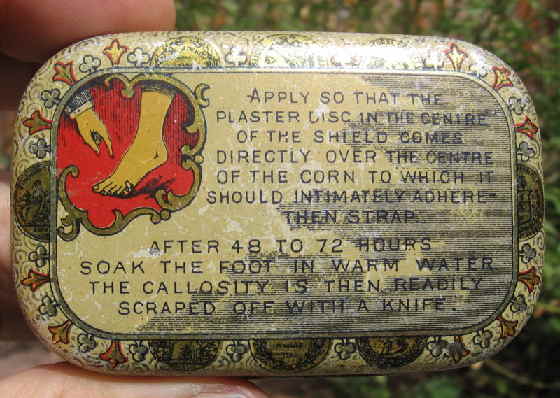 APPLY SO THAT THE
PLASTER DISC IN THE CENTRE
OF THE SHIELD COMES
DIRECTLY OVER THE CENTRE
OF THE CORN TO WHICH IT
SHOULD INTIMATELY ADHERE-
THEN STRAP.
AFTER 48 TO 72 HOURS
SOAK THE FOOT IN WARM WATER
THE CALLOSITY IS THEN READILY
SCRAPED OFF WITH A KNIFE.